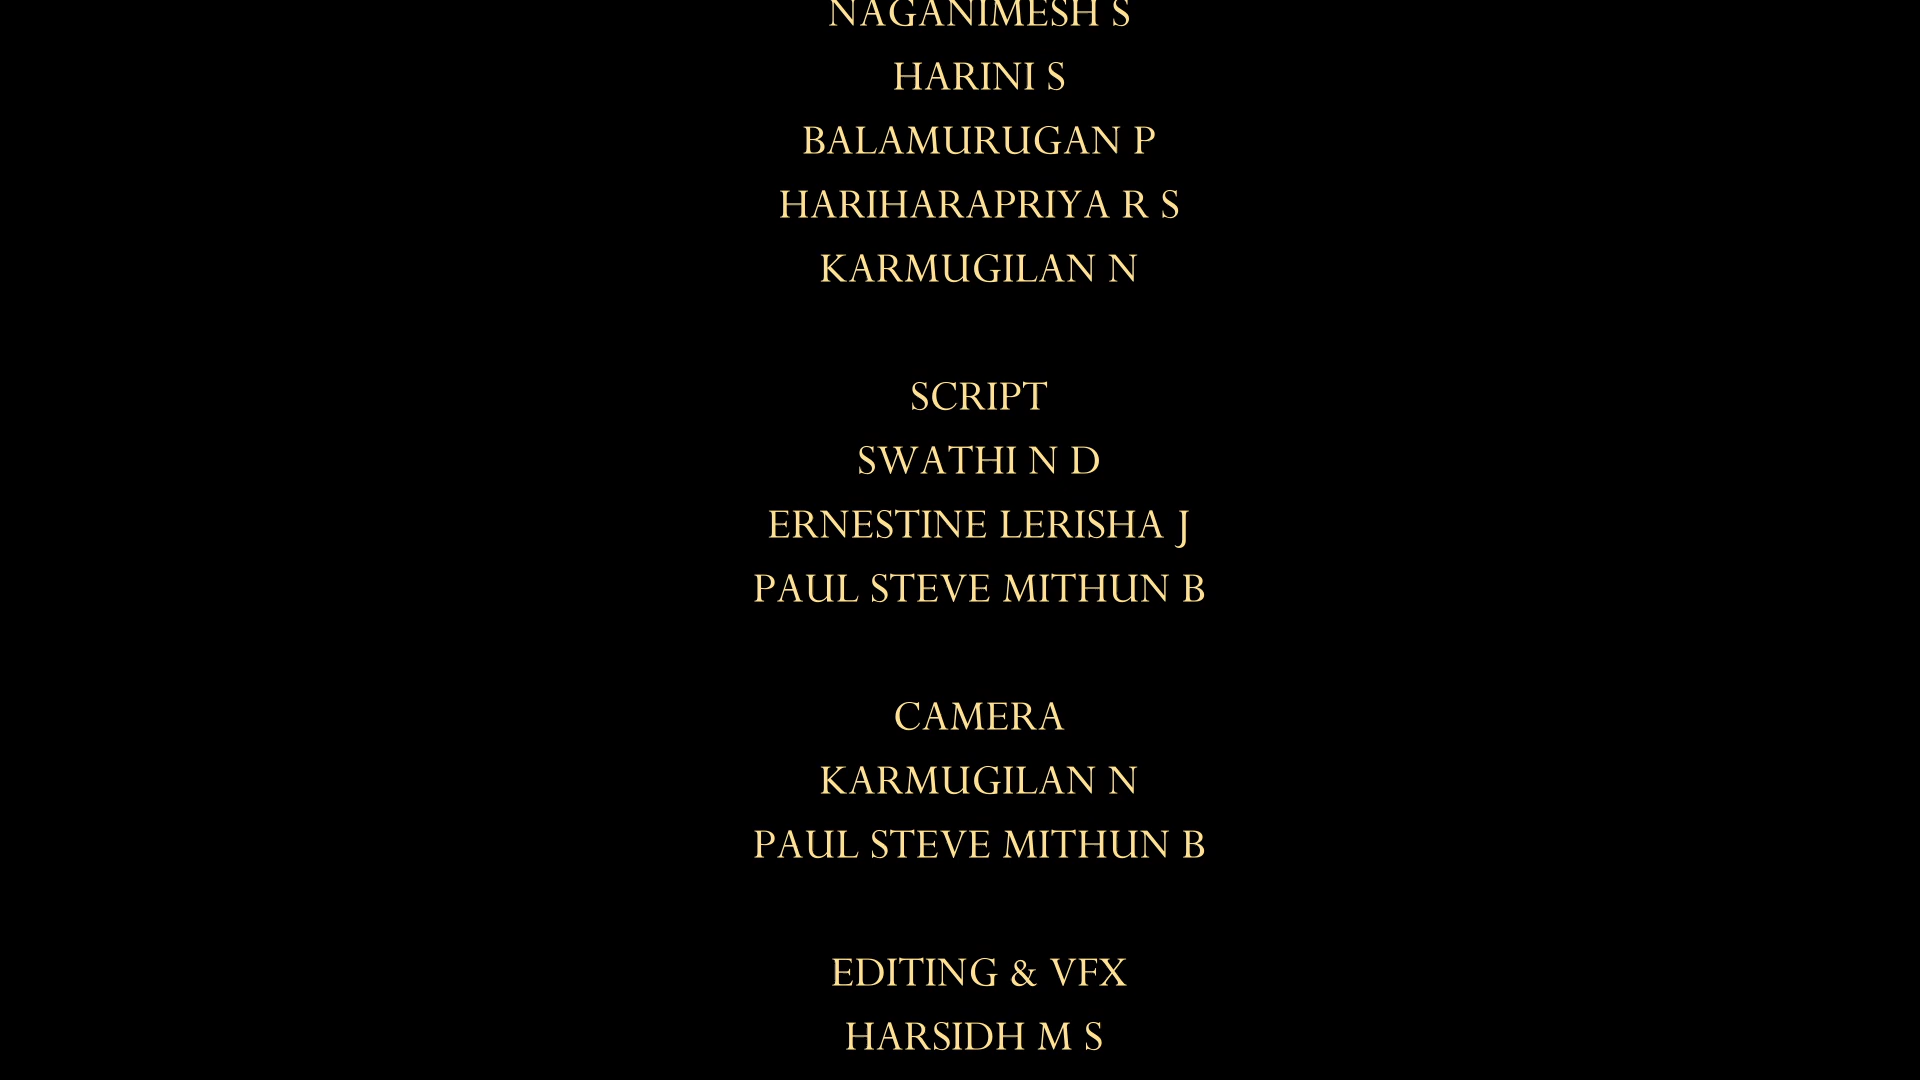 NAGANIMESH S
HARINI S
BALAMURUGAN P
HARIHARAPRIYA R S
KARMUGILAN N
SCRIPT
SWATHI N D
ERNESTINE LERISHA J
PAUL STEVE MITHUN B
CAMERA
KARMUGILAN N
PAUL STEVE MITHUN B
EDITING & VFX
HARSIDH M S